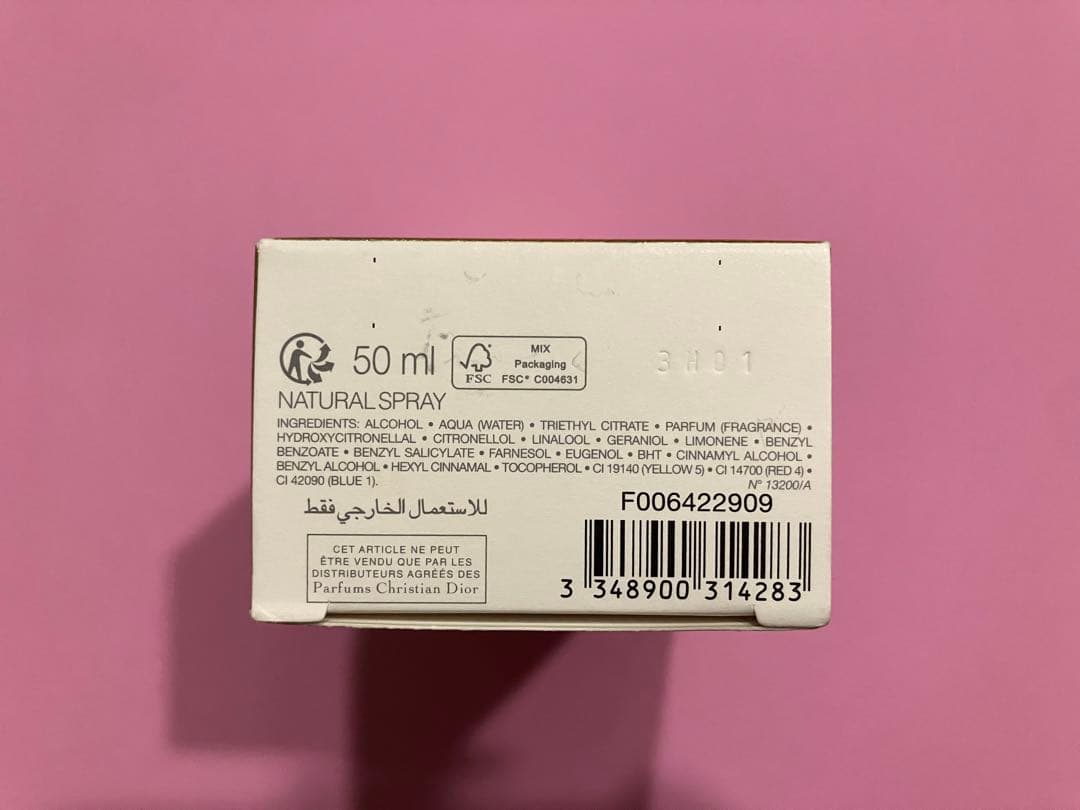 50 ml
FSC
MIX
Packaging
FSC® C004631
3H01
NATURAL SPRAY
INGREDIENTS: ALCOHOL • AQUA (WATER) • TRIETHYL CITRATE • PARFUM (FRAGRANCE) •
HYDROXYCITRONELLAL • CITRONELLOL • LINALOOL • GERANIOL • LIMONENE • BENZYL
BENZOATE • BENZYL SALICYLATE • FARNESOL • EUGENOL • BHT • CINNAMYL ALCOHOL •
BENZYL ALCOHOL • HEXYL CINNAMAL • TOCOPHEROL • CI 19140 (YELLOW 5) • CI 14700 (RED 4) •
CI 42090 (BLUE 1).
N° 13200/A
للاستعمال الخارجي فقط
F006422909
CET ARTICLE NE PEUT
ÊTRE VENDU QUE PAR LES
DISTRIBUTEURS AGRÉÉS DES
Parfums Christian Dior
3 348900 314283